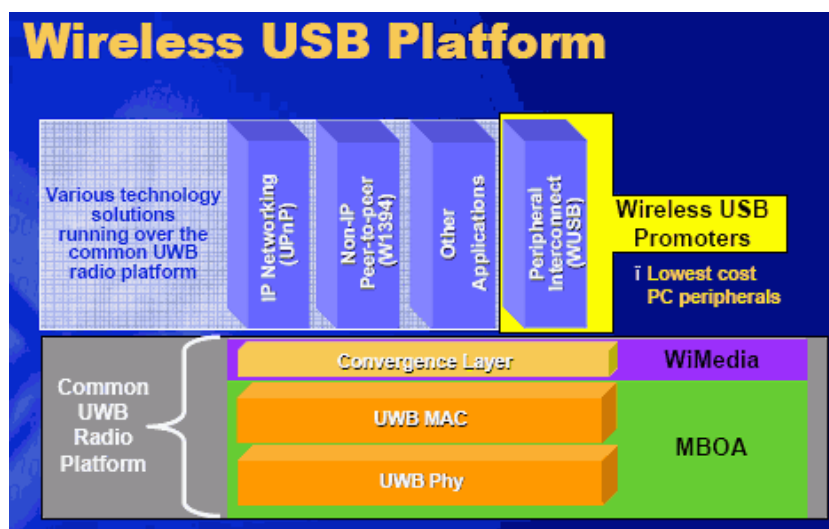 Wireless USB Platform
Various technology
solutions
running over the
common UWB
radio platform
IP Networking
(UPnP)
Non-IP
Peer-to-peer
(W1394)
Other
Applications
Peripheral
Interconnect
(WUSB)
Wireless USB
Promoters
ï Lowest cost
PC peripherals
Common
UWB
Radio
Platform
Convergence Layer
WiMedia
UWB MAC
UWB Phy
MBOA